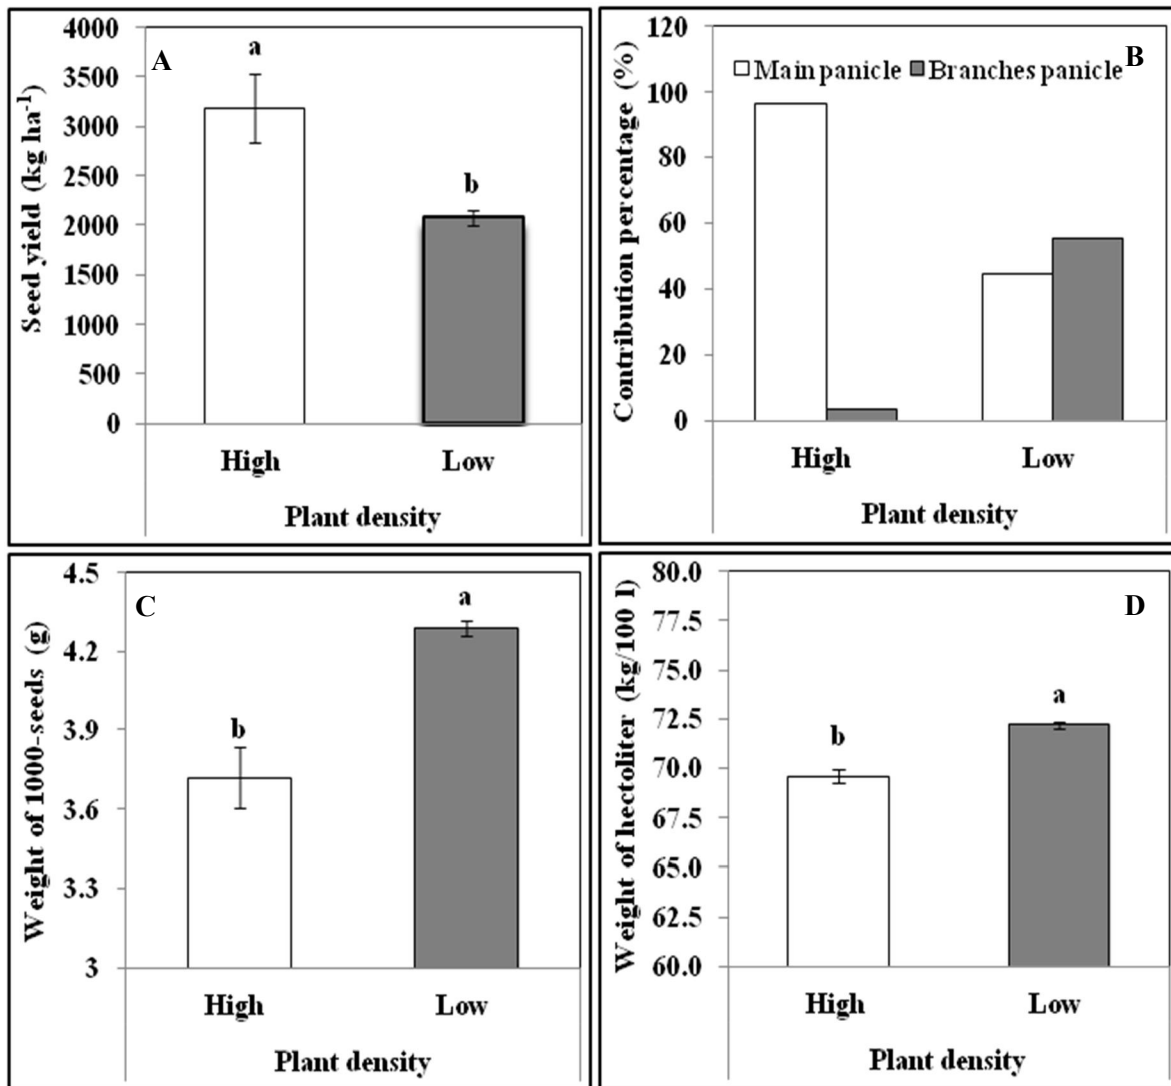 A
Seed yield (kg ha-1)
4000
3500
3000
2500
2000
1500
1000
500
0
a
b
High Low
Plant density
B
Contribution percentage (%)
120
100
80
60
40
20
0
Main panicle Branches panicle
High Low
Plant density
C
Weight of 1000-seeds (g)
4.5
4.2
3.9
3.6
3.3
3
b
a
High Low
Plant density
D
Weight of hectoliter (kg/100 l)
80.0
77.5
75.0
72.5
70.0
67.5
65.0
62.5
60.0
b
a
High Low
Plant density